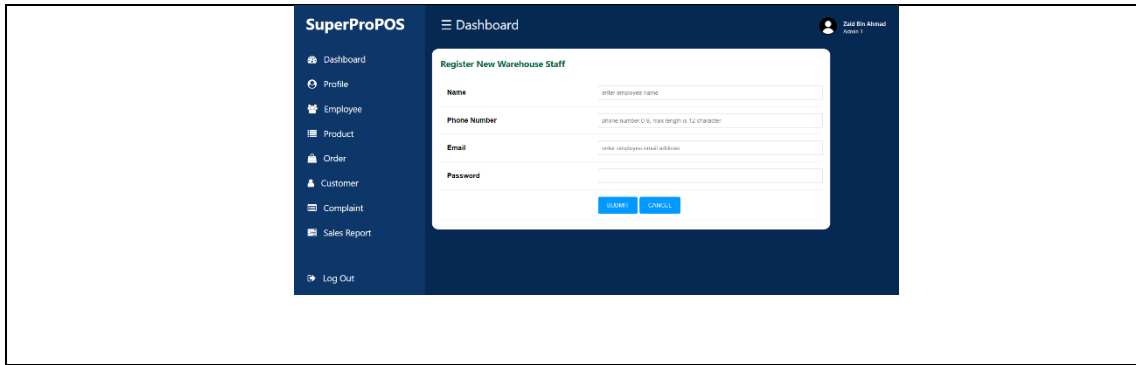 SuperProPOS
☰ Dashboard
Zaid Bin Ahmad
Admin 1
Dashboard
Profile
Employee
Product
Order
Customer
Complaint
Sales Report
Log Out
Register New Warehouse Staff
Name
enter employee name
Phone Number
phone number 0-9, max length is 12 character
Email
enter employee email address
Password
SUBMIT
CANCEL